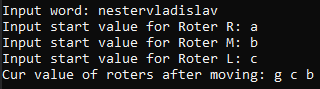 Input word: nestervladislav
Input start value for Roter R: a
Input start value for Roter M: b
Input start value for Roter L: c
Cur value of roters after moving: g c b